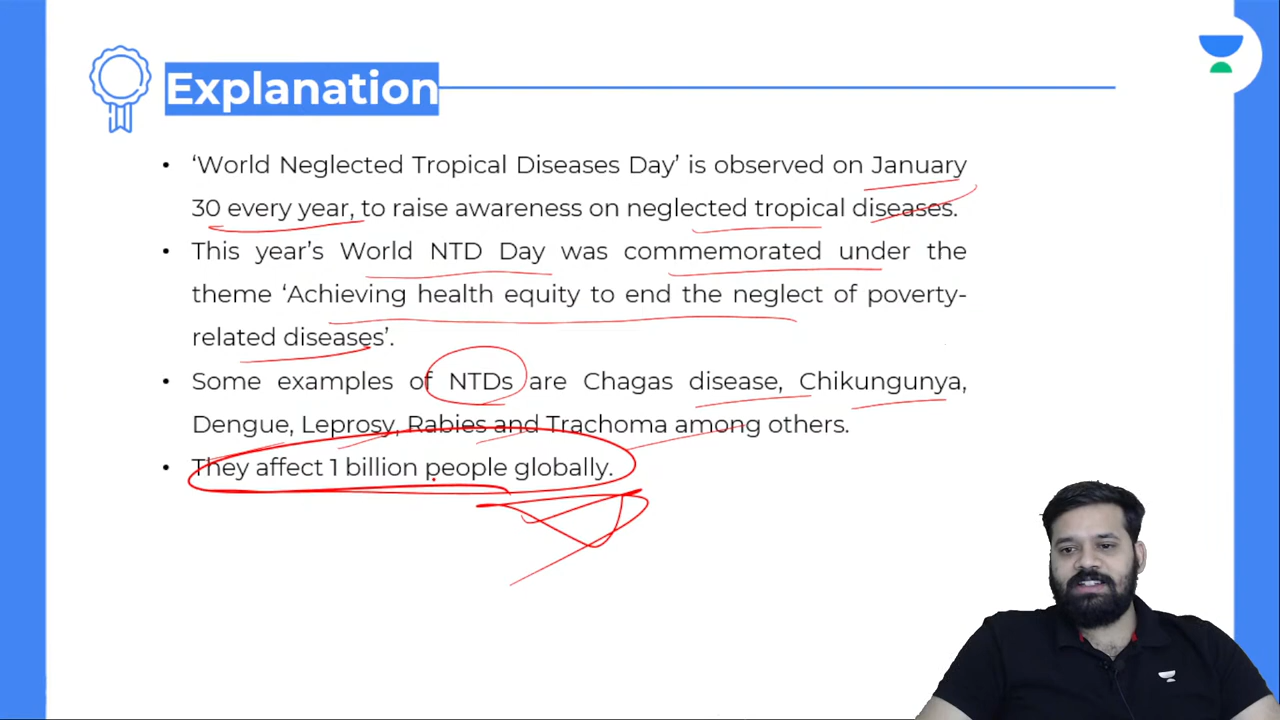 Explanation
• ‘World Neglected Tropical Diseases Day’ is observed on January
30 every year, to raise awareness on neglected tropical diseases.
• This year’s World NTD Day was commemorated under the
theme ‘Achieving health equity to end the neglect of poverty-
related diseases’.
• Some examples of NTDs are Chagas disease, Chikungunya,
Dengue, Leprosy, Rabies and Trachoma among others.
• They affect 1 billion people globally.